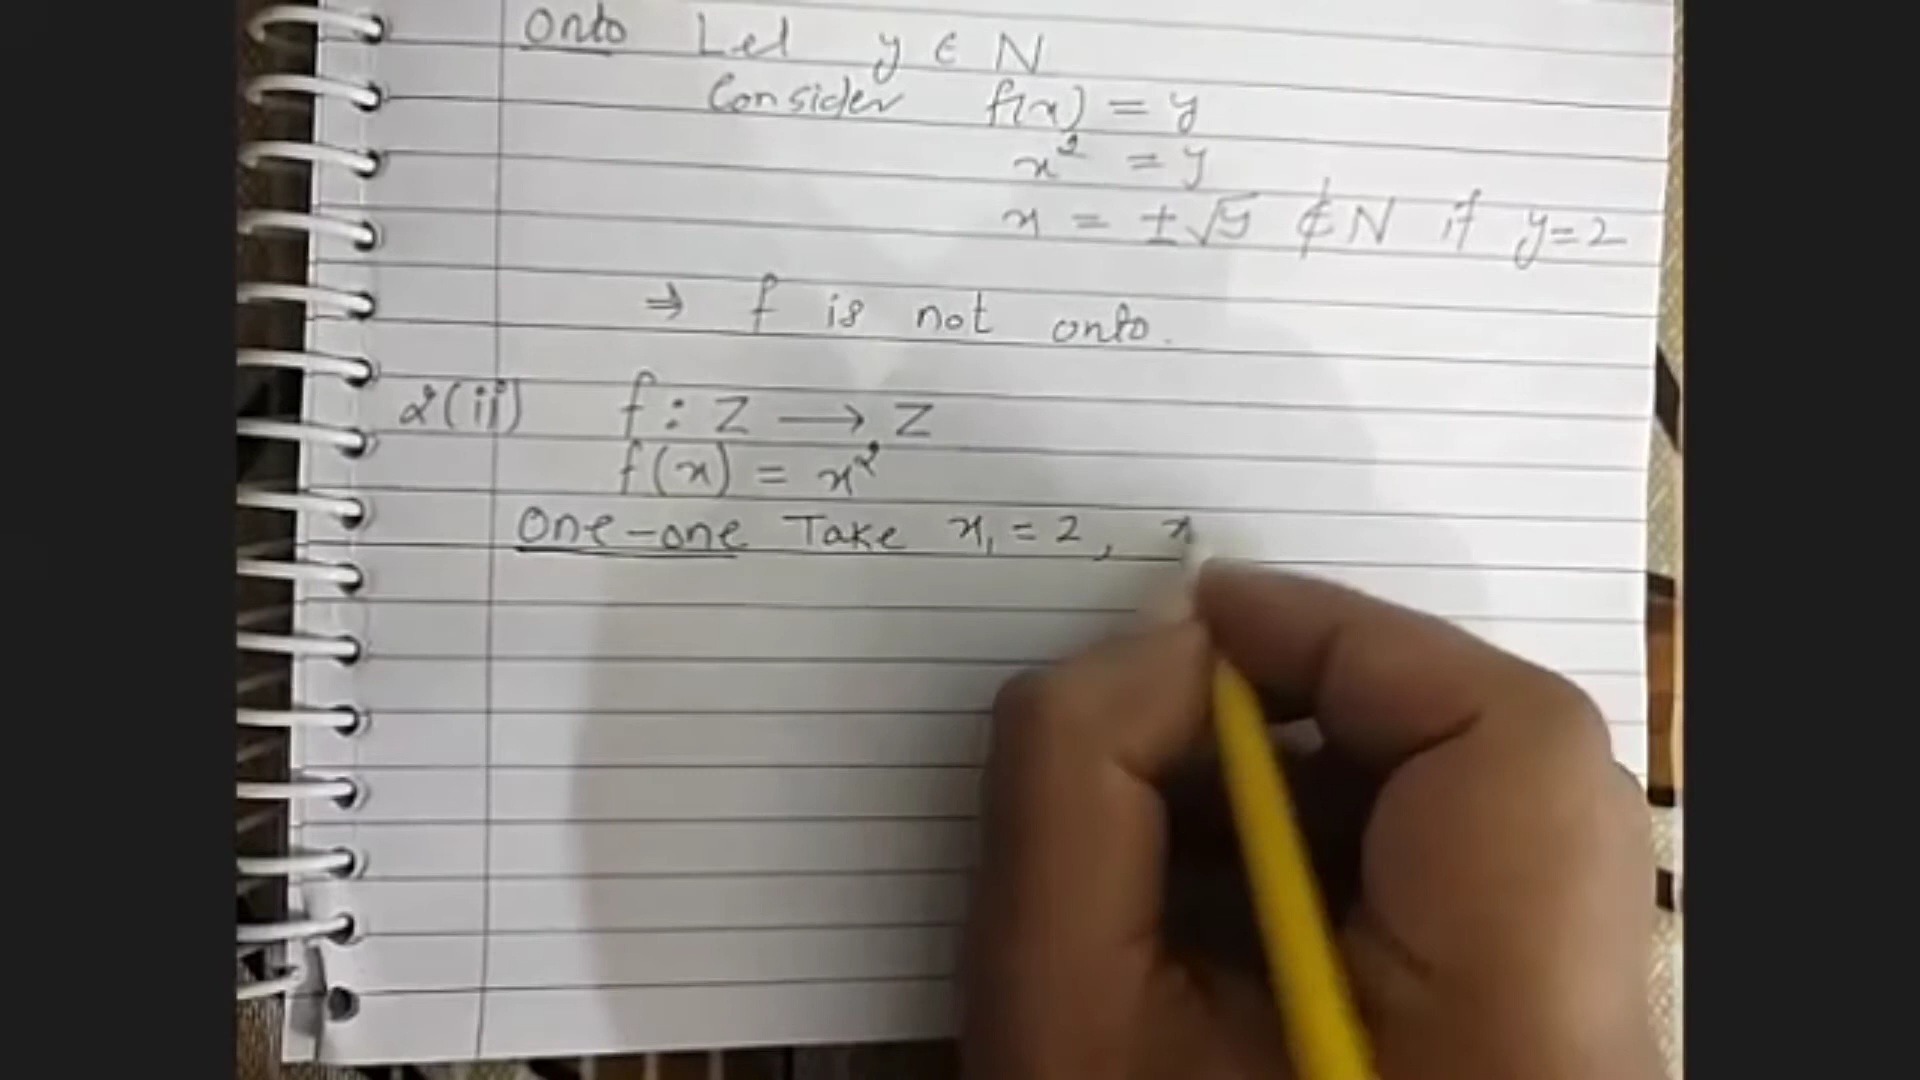 Onto Let y ∈ N
Consider f(x) = y
x² = y
x = ±√y ∉ N if y=2
⇒ f is not onto.
2(ii) f : Z → Z
f(x) = x²
One-one Take x₁ = 2, x